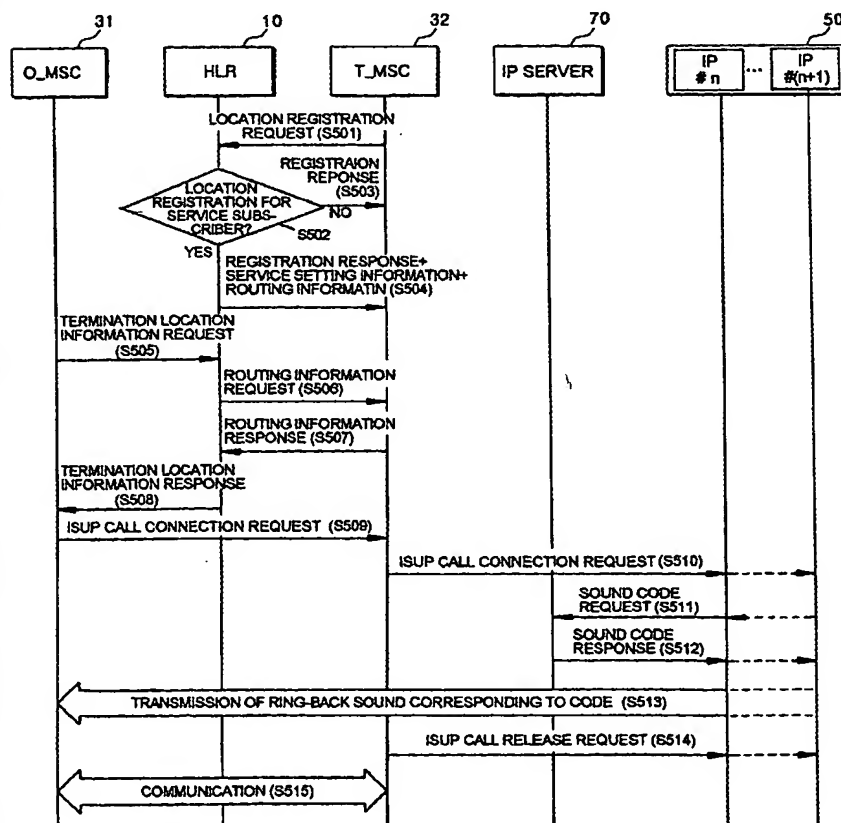 31
10
32
70
50
O_MSC
HLR
T_MSC
IP SERVER
IP
# n
...
IP
#(n+1)
LOCATION REGISTRATION
REQUEST (S501)
REGISTRAION
REPONSE
(S503)
LOCATION
REGISTRATION FOR
SERVICE SUBS-
CRIBER?
NO
S502
YES
REGISTRATION RESPONSE+
SERVICE SETTING INFORMATION+
ROUTING INFORMATIN (S504)
TERMINATION LOCATION
INFORMATION REQUEST
(S505)
ROUTING INFORMATION
REQUEST (S506)
ROUTING INFORMATION
RESPONSE (S507)
TERMINATION LOCATION
INFORMATION RESPONSE
(S508)
ISUP CALL CONNECTION REQUEST (S509)
ISUP CALL CONNECTION REQUEST (S510)
SOUND CODE
REQUEST (S511)
SOUND CODE
RESPONSE (S512)
TRANSMISSION OF RING-BACK SOUND CORRESPONDING TO CODE (S513)
ISUP CALL RELEASE REQUEST (S514)
COMMUNICATION (S515)